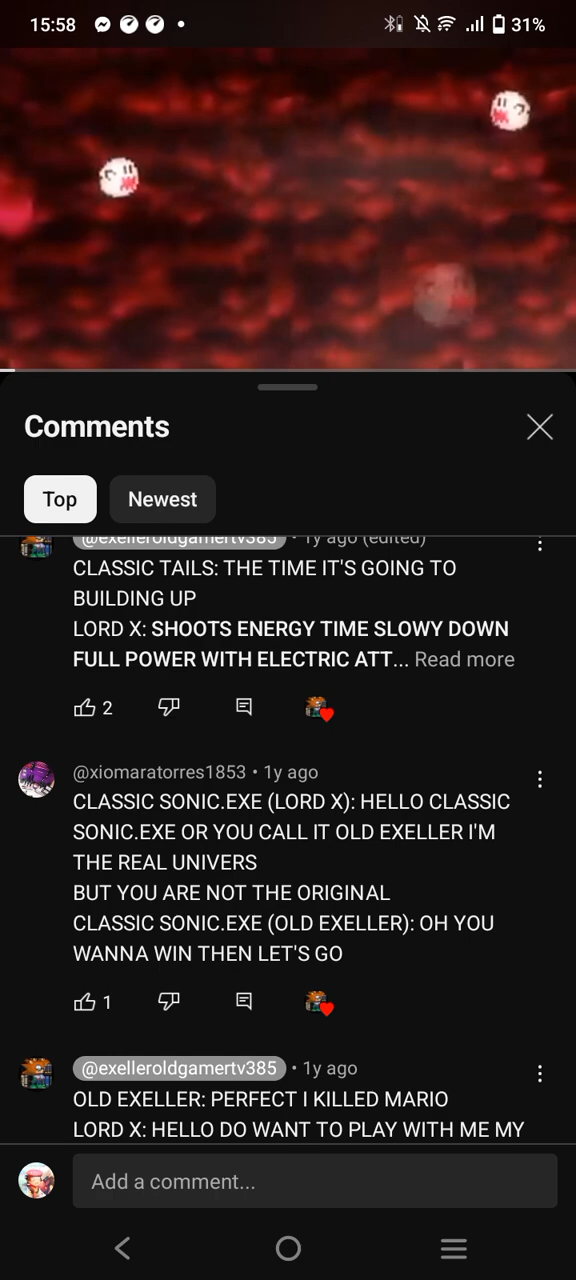 15:58
31%
Comments
Top
Newest
@exelleroldgamertv385 • 1y ago (edited)
CLASSIC TAILS: THE TIME IT'S GOING TO
BUILDING UP
LORD X: SHOOTS ENERGY TIME SLOWY DOWN
FULL POWER WITH ELECTRIC ATT... Read more
2
@xiomaratorres1853 • 1y ago
CLASSIC SONIC.EXE (LORD X): HELLO CLASSIC
SONIC.EXE OR YOU CALL IT OLD EXELLER I'M
THE REAL UNIVERS
BUT YOU ARE NOT THE ORIGINAL
CLASSIC SONIC.EXE (OLD EXELLER): OH YOU
WANNA WIN THEN LET'S GO
1
@exelleroldgamertv385 • 1y ago
OLD EXELLER: PERFECT I KILLED MARIO
LORD X: HELLO DO WANT TO PLAY WITH ME MY
Add a comment...